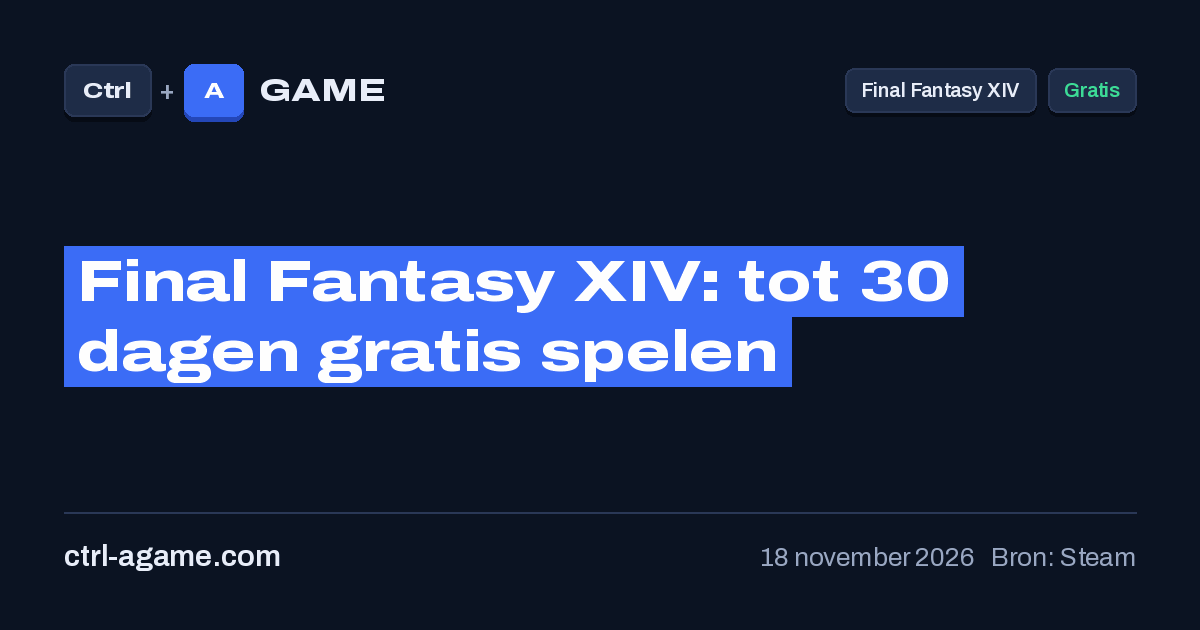 Ctrl + A GAME
Final Fantasy XIV Gratis
Final Fantasy XIV: tot 30
dagen gratis spelen
ctrl-agame.com
18 november 2026 Bron: Steam